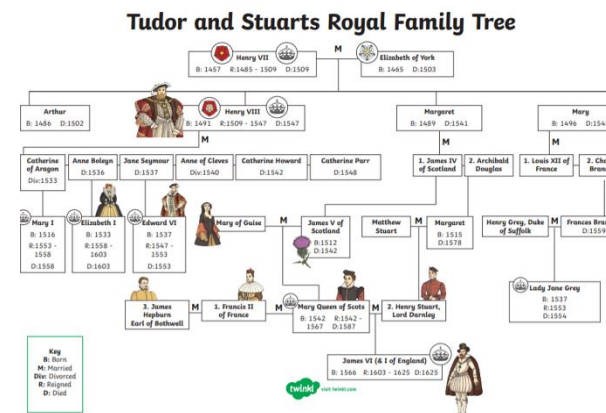 Tudor and Stuarts Royal Family Tree
Henry VII
B: 1457 R:1485 - 1509 D:1509
M
Elizabeth of York
B: 1465 D:1503
Arthur
B: 1486 D:1502
Henry VIII
B: 1491 R:1509 - 1547 D:1547
Margaret
B: 1489 D:1541
Mary
B: 1496
M
M
M
Catherine
of Aragon
Div:1533
Anne Boleyn
D:1536
Jane Seymour
D:1537
Anne of Cleves
Div:1540
Catherine Howard
D:1542
Catherine Parr
D:1548
1. James IV
of Scotland
2. Archibald
Douglas
1. Louis XII of
France
2.
Mary I
B: 1516
R:1553 -
1558
D:1558
Elizabeth I
B: 1533
R:1558 -
1603
D:1603
Edward VI
B: 1537
R:1547 -
1553
D:1553
Mary of Guise
M
James V of
Scotland
B:1512
D:1542
Matthew
Stuart
M
Margaret
B: 1515
D:1578
Henry Grey, Duke
of Suffolk
M
Frances
D:1559
Lady Jane Grey
B: 1537
R:1553
D:1554
3. James
Hepburn
Earl of Bothwell
M
1. Francis II
of France
M
Mary Queen of Scots
B: 1542 R:1542 -
1567 D:1587
M
2. Henry Stuart,
Lord Darnley
James VI (& I of England)
B: 1566 R:1603 - 1625 D:1625
Key
B: Born
M: Married
Div: Divorced
R: Reigned
D: Died
twinkl visit twinkl.com